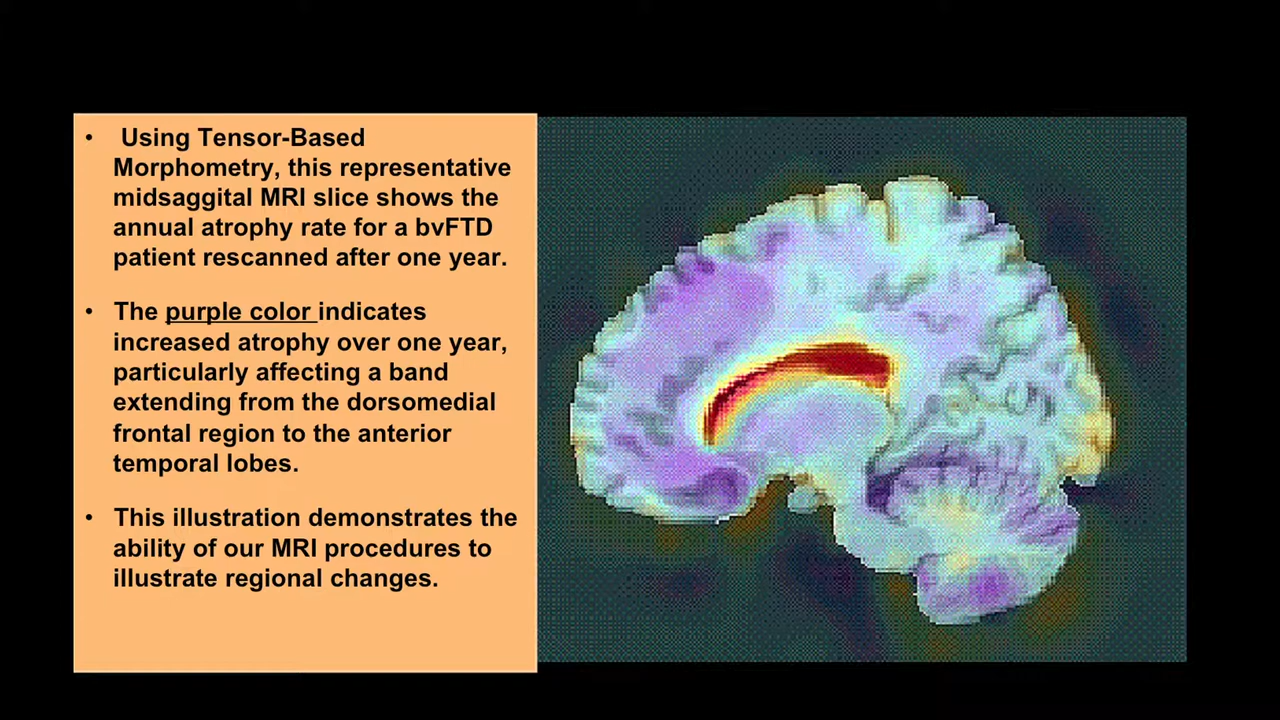 • Using Tensor-Based
Morphometry, this representative
midsaggital MRI slice shows the
annual atrophy rate for a bvFTD
patient rescanned after one year.
• The purple color indicates
increased atrophy over one year,
particularly affecting a band
extending from the dorsomedial
frontal region to the anterior
temporal lobes.
• This illustration demonstrates the
ability of our MRI procedures to
illustrate regional changes.